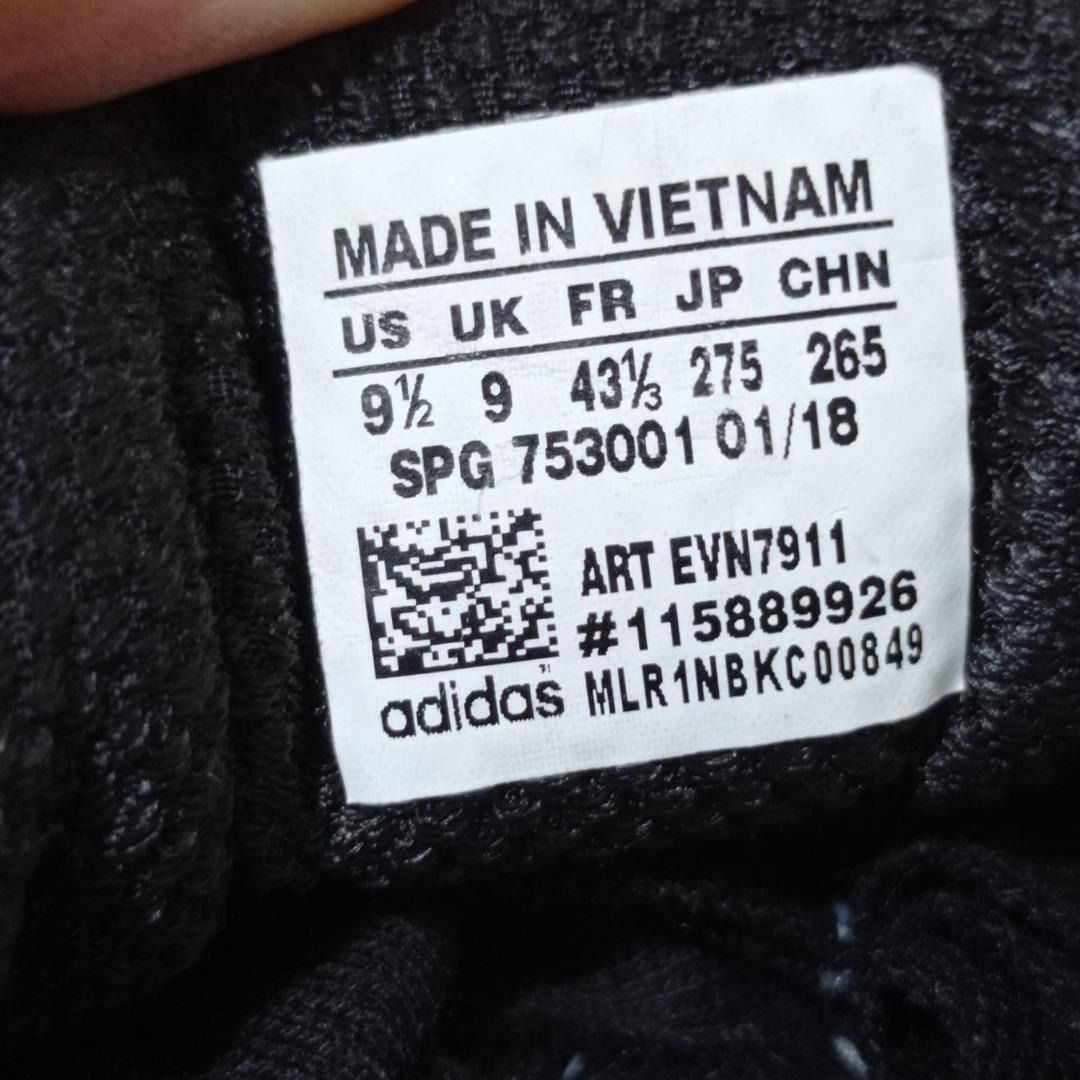 MADE IN VIETNAM
US UK FR JP CHN
9½ 9 43⅓ 275 265
SPG 753001 01/18
ART EVN7911
#115889926
adidas MLR1NBKC00849